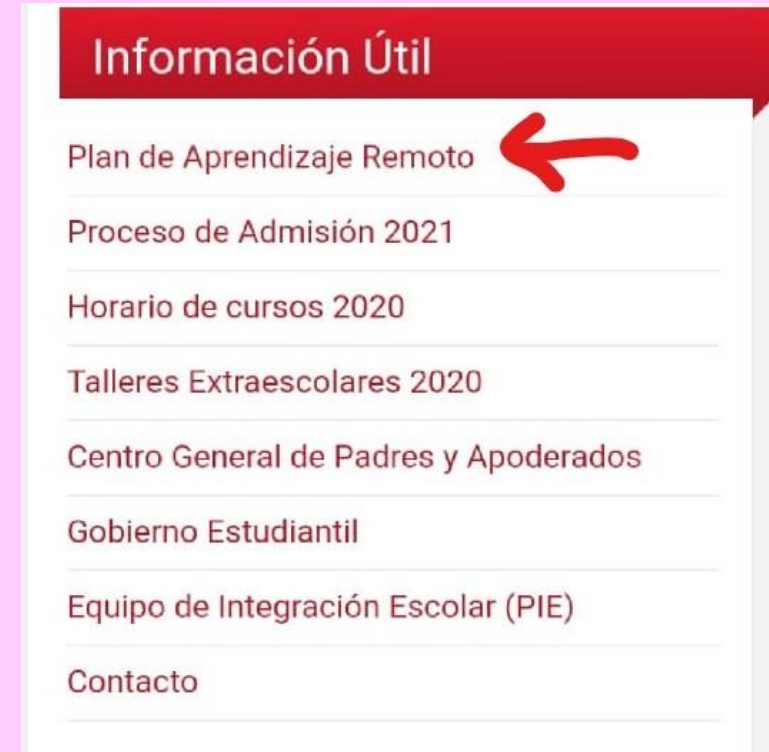 Información Útil
Plan de Aprendizaje Remoto
Proceso de Admisión 2021
Horario de cursos 2020
Talleres Extraescolares 2020
Centro General de Padres y Apoderados
Gobierno Estudiantil
Equipo de Integración Escolar (PIE)
Contacto